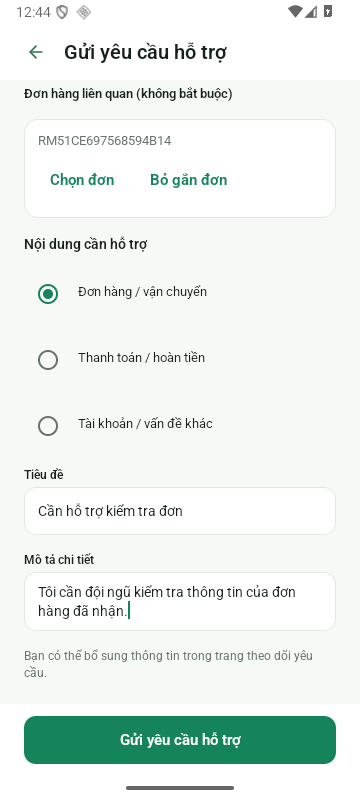 12:44
Gửi yêu cầu hỗ trợ
Đơn hàng liên quan (không bắt buộc)
RM51CE697568594B14
Chọn đơn Bỏ gắn đơn
Nội dung cần hỗ trợ
Đơn hàng / vận chuyển
Thanh toán / hoàn tiền
Tài khoản / vấn đề khác
Tiêu đề
Cần hỗ trợ kiểm tra đơn
Mô tả chi tiết
Tôi cần đội ngũ kiểm tra thông tin của đơn
hàng đã nhận.
Bạn có thể bổ sung thông tin trong trang theo dõi yêu
cầu.
Gửi yêu cầu hỗ trợ